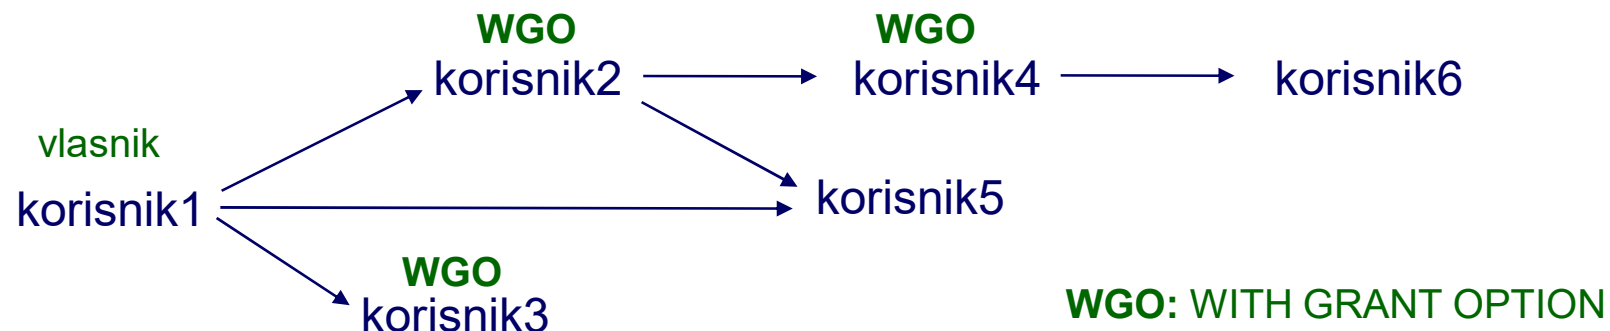 WGO
WGO
korisnik2
korisnik4
korisnik6
vlasnik
korisnik1
korisnik5
WGO
korisnik3
WGO: WITH GRANT OPTION